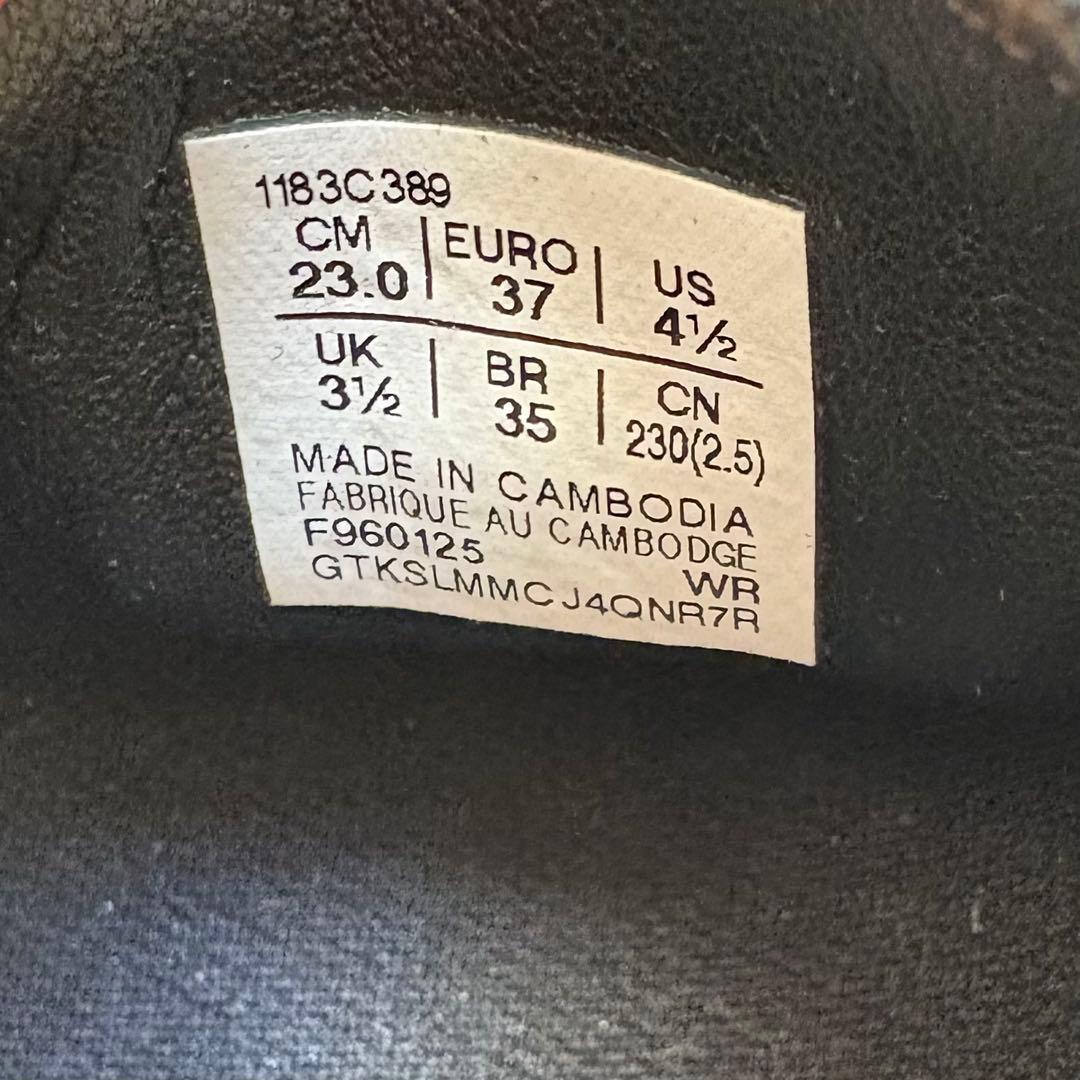 1183C389
CM | EURO | US
23.0 | 37 | 4½
UK | BR | CN
3½ | 35 | 230(2.5)
MADE IN CAMBODIA
FABRIQUE AU CAMBODGE
F960125 WR
GTKSLMMCJ4QNR7R